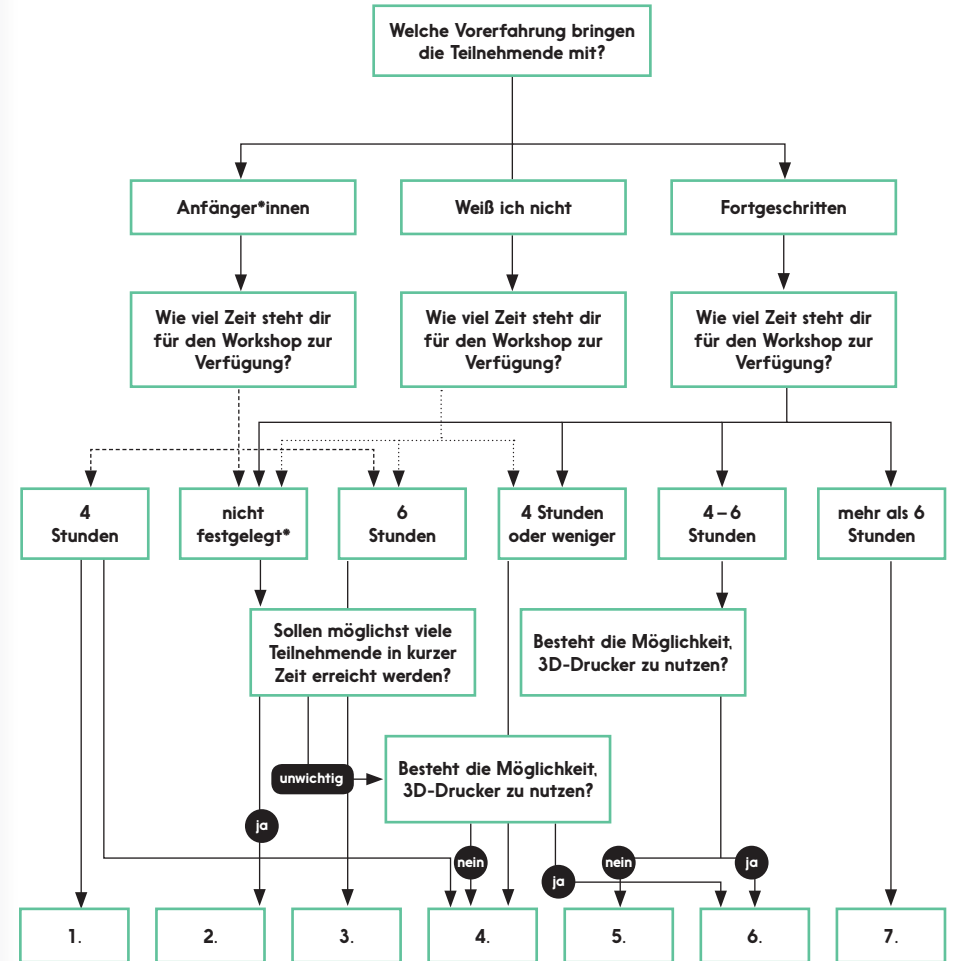 Welche Vorerfahrung bringen
die Teilnehmende mit?
Anfänger*innen
Weiß ich nicht
Fortgeschritten
Wie viel Zeit steht dir
für den Workshop zur
Verfügung?
Wie viel Zeit steht dir
für den Workshop zur
Verfügung?
Wie viel Zeit steht dir
für den Workshop zur
Verfügung?
4
Stunden
nicht
festgelegt*
6
Stunden
4 Stunden
oder weniger
4–6
Stunden
mehr als 6
Stunden
Sollen möglichst viele
Teilnehmende in kurzer
Zeit erreicht werden?
Besteht die Möglichkeit,
3D-Drucker zu nutzen?
unwichtig
Besteht die Möglichkeit,
3D-Drucker zu nutzen?
ja
nein
ja
nein
ja
1.
2.
3.
4.
5.
6.
7.